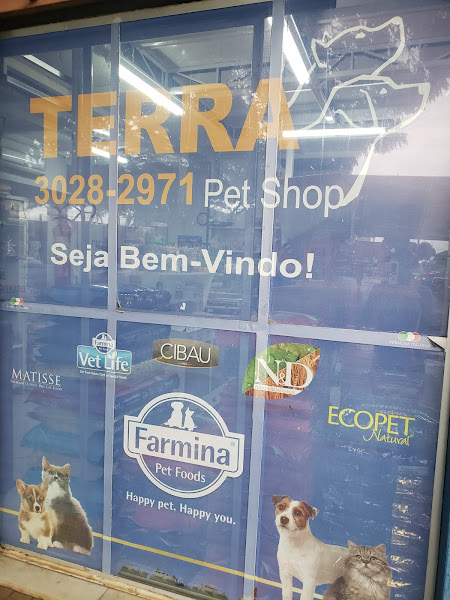 TERRA
3028-2971 Pet Shop
Seja Bem-Vindo!
MATISSE
Farmina
Vet Life
CIBAU
N&D
ECOPET
Natural
Farmina®
Pet Foods
Happy pet. Happy you.